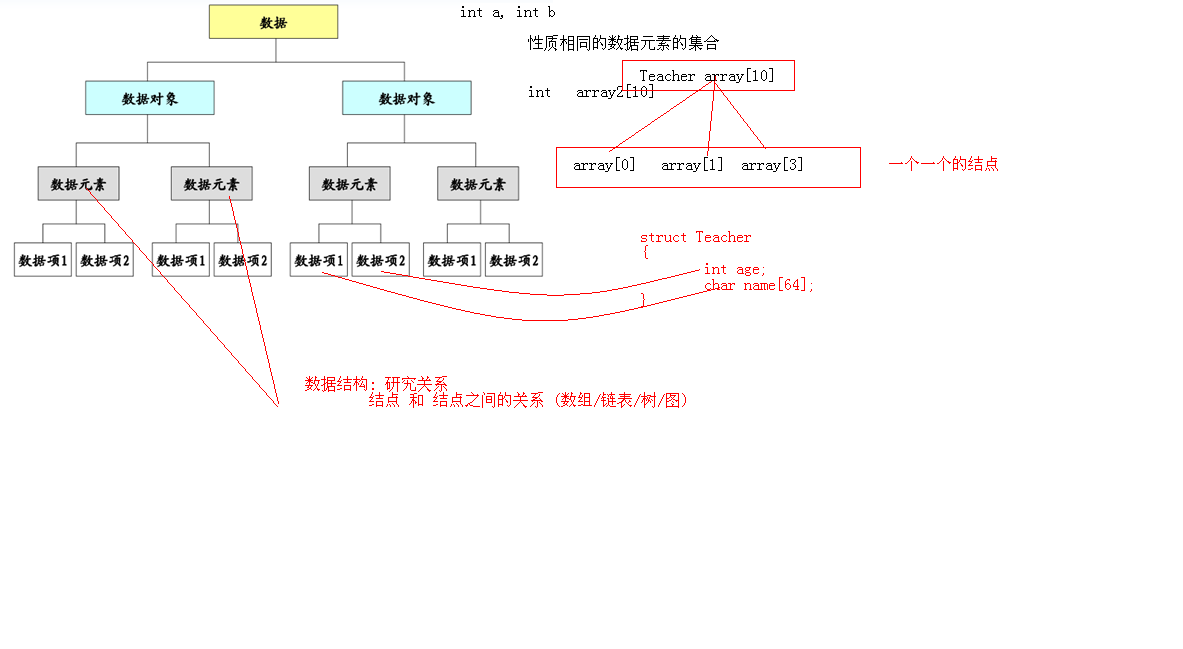 数据
int a, int b
性质相同的数据元素的集合
Teacher array[10]
int array2[10]
数据对象 数据对象
array[0] array[1] array[3]
一个一个的结点
数据元素 数据元素 数据元素 数据元素
数据项1 数据项2 数据项1 数据项2 数据项1 数据项2 数据项1 数据项2
struct Teacher
{
int age;
char name[64];
}
数据结构: 研究关系
结点 和 结点之间的关系 (数组/链表/树/图)